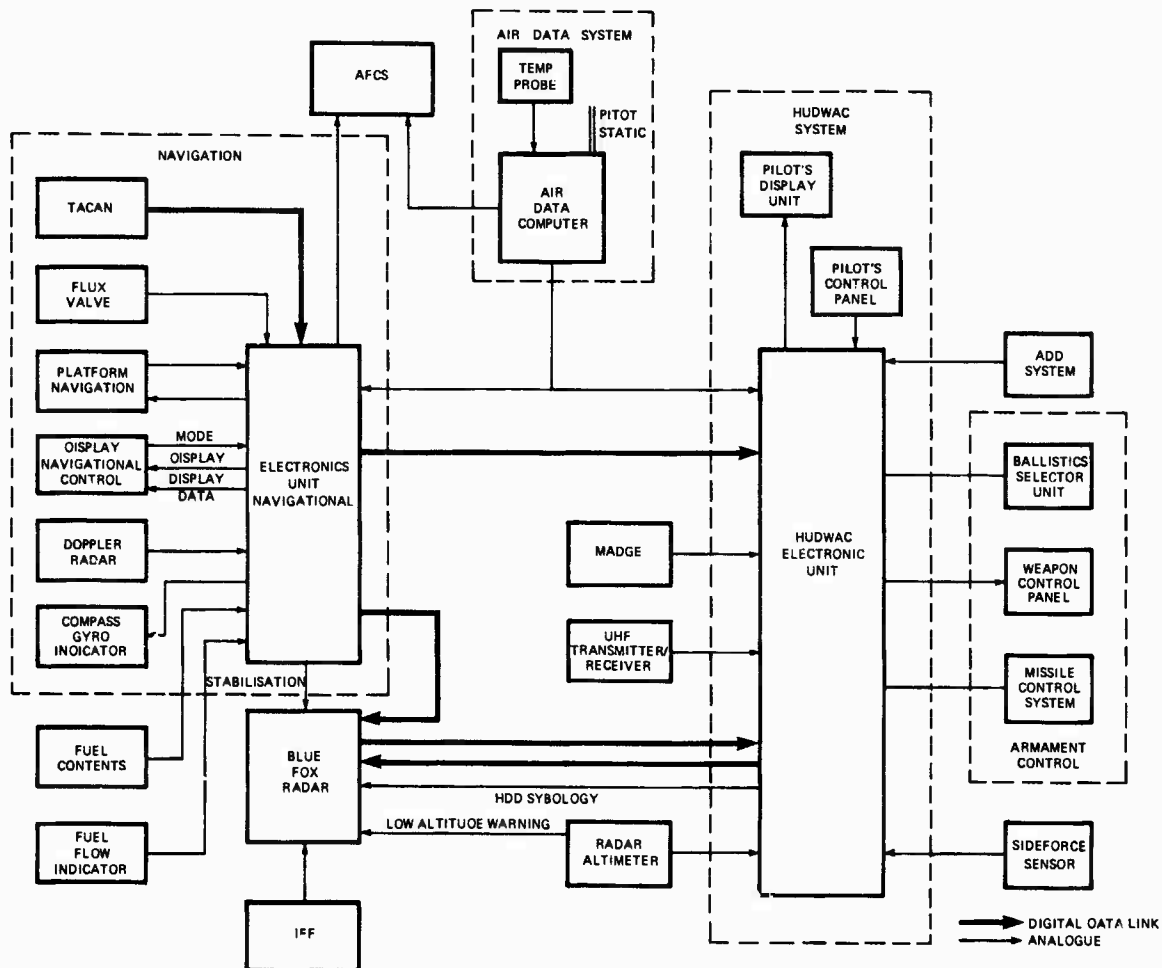 AIR DATA SYSTEM
TEMP
PROBE
PITOT
STATIC
AIR
DATA
COMPUTER
AFCS
HUDWAC
SYSTEM
PILOT'S
DISPLAY
UNIT
PILOT'S
CONTROL
PANEL
NAVIGATION
TACAN
FLUX
VALVE
PLATFORM
NAVIGATION
OISPLAY
NAVIGATIONAL
CONTROL
MODE
OISPLAY
DISPLAY
DATA
DOPPLER
RADAR
COMPASS
GYRO
INOICATOR
ELECTRONICS
UNIT
NAVIGATIONAL
STABILISATION
FUEL
CONTENTS
FUEL
FLOW
INDICATOR
BLUE
FOX
RADAR
IFF
MADGE
UHF
TRANSMITTER/
RECEIVER
HDD SYBOLOGY
LOW ALTITUOE WARNING
RADAR
ALTIMETER
HUDWAC
ELECTRONIC
UNIT
ADD
SYSTEM
BALLISTICS
SELECTOR
UNIT
WEAPON
CONTROL
PANEL
MISSILE
CONTROL
SYSTEM
ARMAMENT
CONTROL
SIDEFORCE
SENSOR
DIGITAL DATA LINK
ANALOGUE